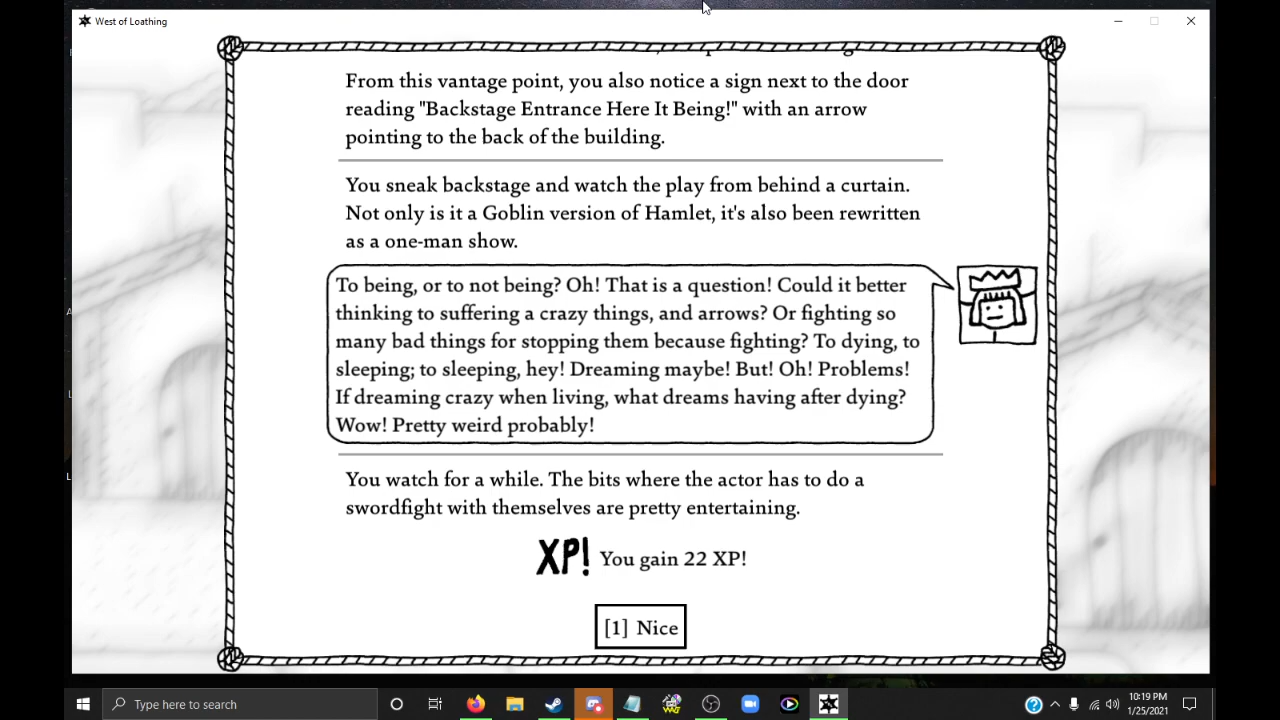 West of Loathing
From this vantage point, you also notice a sign next to the door
reading "Backstage Entrance Here It Being!" with an arrow
pointing to the back of the building.
You sneak backstage and watch the play from behind a curtain.
Not only is it a Goblin version of Hamlet, it's also been rewritten
as a one-man show.
To being, or to not being? Oh! That is a question! Could it better
thinking to suffering a crazy things, and arrows? Or fighting so
many bad things for stopping them because fighting? To dying, to
sleeping; to sleeping, hey! Dreaming maybe! But! Oh! Problems!
If dreaming crazy when living, what dreams having after dying?
Wow! Pretty weird probably!
You watch for a while. The bits where the actor has to do a
swordfight with themselves are pretty entertaining.
XP! You gain 22 XP!
[1] Nice
Type here to search
10:19 PM
1/25/2021